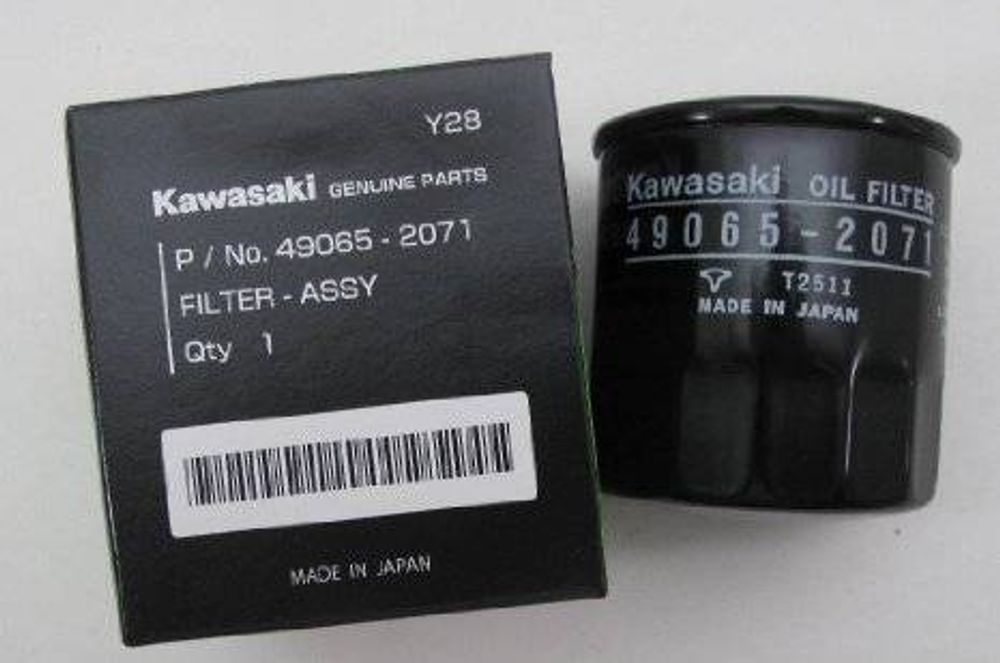 Y28
Kawasaki GENUINE PARTS
P / No. 49065 - 2071
FILTER - ASSY
Qty 1
MADE IN JAPAN
Kawasaki OIL FILTER
49065-2071
T2511
MADE IN JAPAN